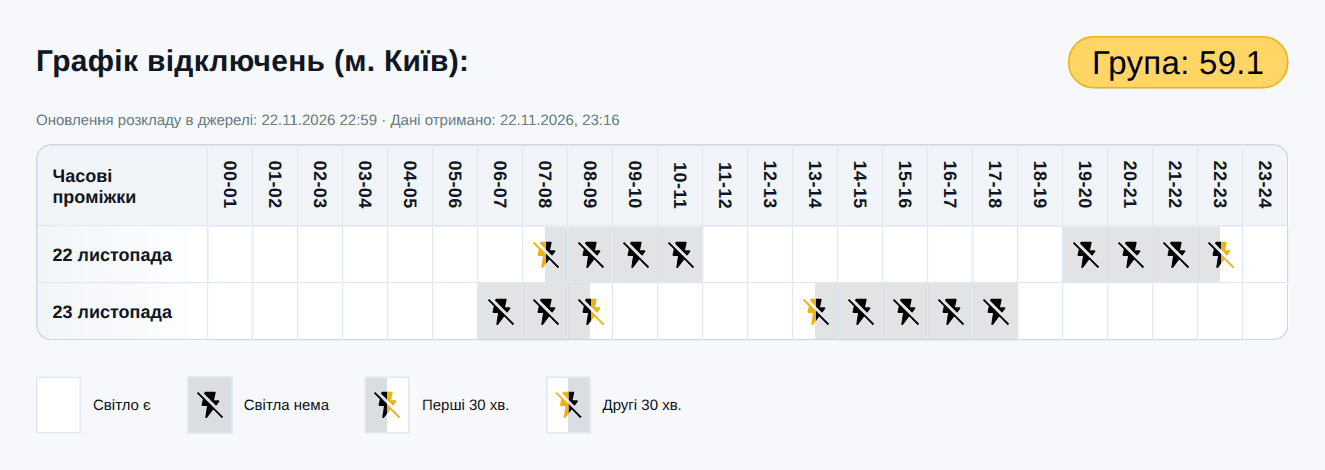 Графік відключень (м. Київ):
Група: 59.1
Оновлення розкладу в джерелі: 22.11.2026 22:59 · Дані отримано: 22.11.2026, 23:16
Часові
проміжки
00-01
01-02
02-03
03-04
04-05
05-06
06-07
07-08
08-09
09-10
10-11
11-12
12-13
13-14
14-15
15-16
16-17
17-18
18-19
19-20
20-21
21-22
22-23
23-24
22 листопада
23 листопада
Світло є
Світла нема
Перші 30 хв.
Другі 30 хв.